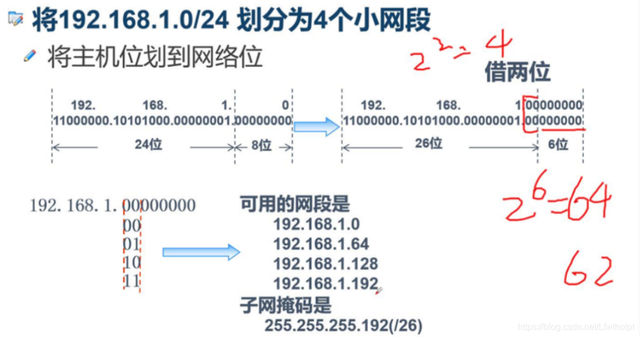 将192.168.1.0/24 划分为4个小网段
将主机位划到网络位
2²=4
借两位
192. 168. 1. 0
11000000.10101000.00000001.00000000
24位 8位
192. 168. 1.00000000
11000000.10101000.00000001.00000000
26位 6位
192.168.1.00000000
00
01
10
11
可用的网段是
192.168.1.0
192.168.1.64
192.168.1.128
192.168.1.192
子网掩码是
255.255.255.192(/26)
2⁶=64
62